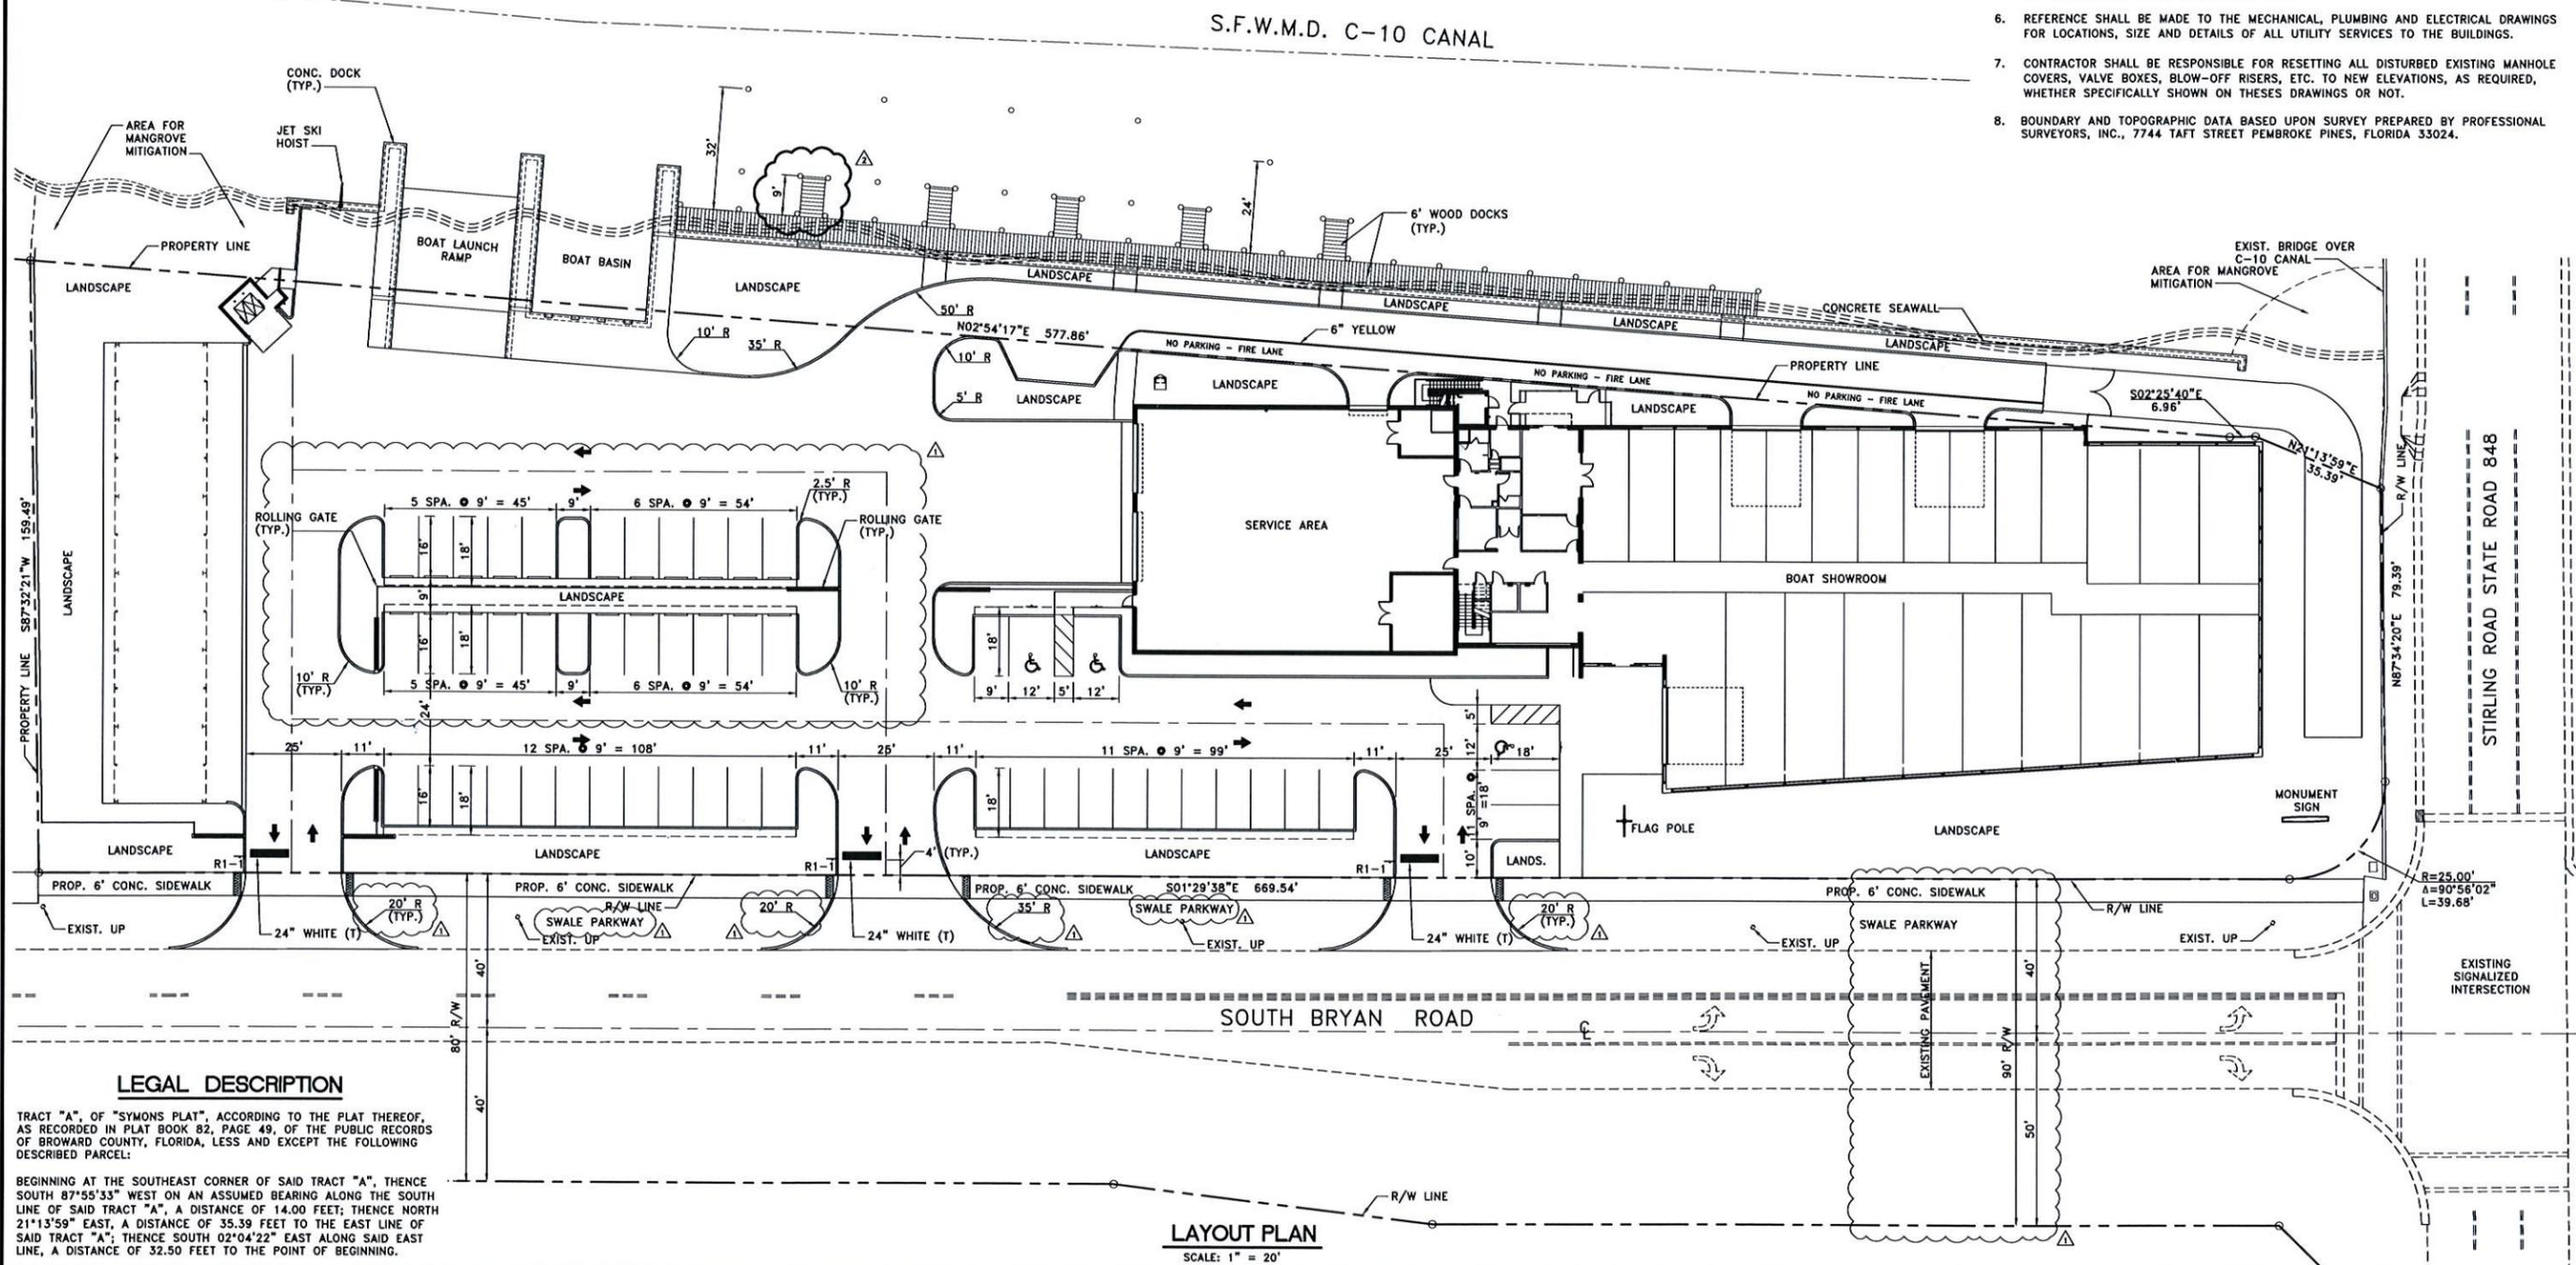 S.F.W.M.D. C-10 CANAL
6. REFERENCE SHALL BE MADE TO THE MECHANICAL, PLUMBING AND ELECTRICAL DRAWINGS
FOR LOCATIONS, SIZE AND DETAILS OF ALL UTILITY SERVICES TO THE BUILDINGS.
7. CONTRACTOR SHALL BE RESPONSIBLE FOR RESETTING ALL DISTURBED EXISTING MANHOLE
COVERS, VALVE BOXES, BLOW-OFF RISERS, ETC. TO NEW ELEVATIONS, AS REQUIRED,
WHETHER SPECIFICALLY SHOWN ON THESES DRAWINGS OR NOT.
8. BOUNDARY AND TOPOGRAPHIC DATA BASED UPON SURVEY PREPARED BY PROFESSIONAL
SURVEYORS, INC., 7744 TAFT STREET PEMBROKE PINES, FLORIDA 33024.
CONC. DOCK
(TYP.)
AREA FOR
MANGROVE
MITIGATION
JET SKI
HOIST
32'
9'
2
24'
6' WOOD DOCKS
(TYP.)
PROPERTY LINE
LANDSCAPE
BOAT LAUNCH
RAMP
BOAT BASIN
LANDSCAPE
LANDSCAPE
LANDSCAPE
LANDSCAPE
LANDSCAPE
CONCRETE SEAWALL
EXIST. BRIDGE OVER
C-10 CANAL
AREA FOR MANGROVE
MITIGATION
50' R
10' R
35' R
N02°54'17"E 577.86'
6" YELLOW
NO PARKING - FIRE LANE
NO PARKING - FIRE LANE
NO PARKING - FIRE LANE
PROPERTY LINE
10' R
5' R
LANDSCAPE
LANDSCAPE
LANDSCAPE
S02°25'40"E
6.96'
N21°13'59"E
35.39'
R/W LINE
1
2.5' R
(TYP.)
5 SPA. @ 9' = 45'
9'
6 SPA. @ 9' = 54'
ROLLING GATE
(TYP.)
ROLLING GATE
(TYP.)
16'
18'
9'
LANDSCAPE
16'
18'
10' R
(TYP.)
5 SPA. @ 9' = 45'
9'
6 SPA. @ 9' = 54'
10' R
(TYP.)
24'
PROPERTY LINE S87°32'21"W 159.49'
LANDSCAPE
SERVICE AREA
BOAT SHOWROOM
18'
9'
12'
5'
12'
N87°34'20"E 79.39'
STIRLING ROAD STATE ROAD 848
25'
11'
12 SPA. @ 9' = 108'
11'
25'
11'
11 SPA. @ 9' = 99'
11'
25'
18'
5'
12'
11 SPA. @
9' =18'
10'
16'
18'
18'
MONUMENT
SIGN
FLAG POLE
LANDSCAPE
LANDSCAPE
R1-1
LANDSCAPE
R1-1
4' (TYP.)
LANDSCAPE
R1-1
LANDS.
PROP. 6' CONC. SIDEWALK
PROP. 6' CONC. SIDEWALK
PROP. 6' CONC. SIDEWALK
S01°29'38"E 669.54'
PROP. 6' CONC. SIDEWALK
R=25.00'
Δ=90°56'02"
L=39.68'
EXIST. UP
24" WHITE (T)
20' R
(TYP.)
1
R/W LINE
SWALE PARKWAY
1
EXIST. UP
1
20' R
24" WHITE (T)
35' R
1
SWALE PARKWAY
1
EXIST. UP
24" WHITE (T)
20' R
(TYP.)
1
EXIST. UP
SWALE PARKWAY
R/W LINE
EXIST. UP
EXISTING
SIGNALIZED
INTERSECTION
40'
80' R/W
40'
SOUTH BRYAN ROAD
EXISTING PAVEMENT
40'
90' R/W
50'
1
LEGAL DESCRIPTION
TRACT "A", OF "SYMONS PLAT", ACCORDING TO THE PLAT THEREOF,
AS RECORDED IN PLAT BOOK 82, PAGE 49, OF THE PUBLIC RECORDS
OF BROWARD COUNTY, FLORIDA, LESS AND EXCEPT THE FOLLOWING
DESCRIBED PARCEL:
BEGINNING AT THE SOUTHEAST CORNER OF SAID TRACT "A", THENCE
SOUTH 87°55'33" WEST ON AN ASSUMED BEARING ALONG THE SOUTH
LINE OF SAID TRACT "A", A DISTANCE OF 14.00 FEET; THENCE NORTH
21°13'59" EAST, A DISTANCE OF 35.39 FEET TO THE EAST LINE OF
SAID TRACT "A"; THENCE SOUTH 02°04'22" EAST ALONG SAID EAST
LINE, A DISTANCE OF 32.50 FEET TO THE POINT OF BEGINNING.
R/W LINE
LAYOUT PLAN
SCALE: 1" = 20'